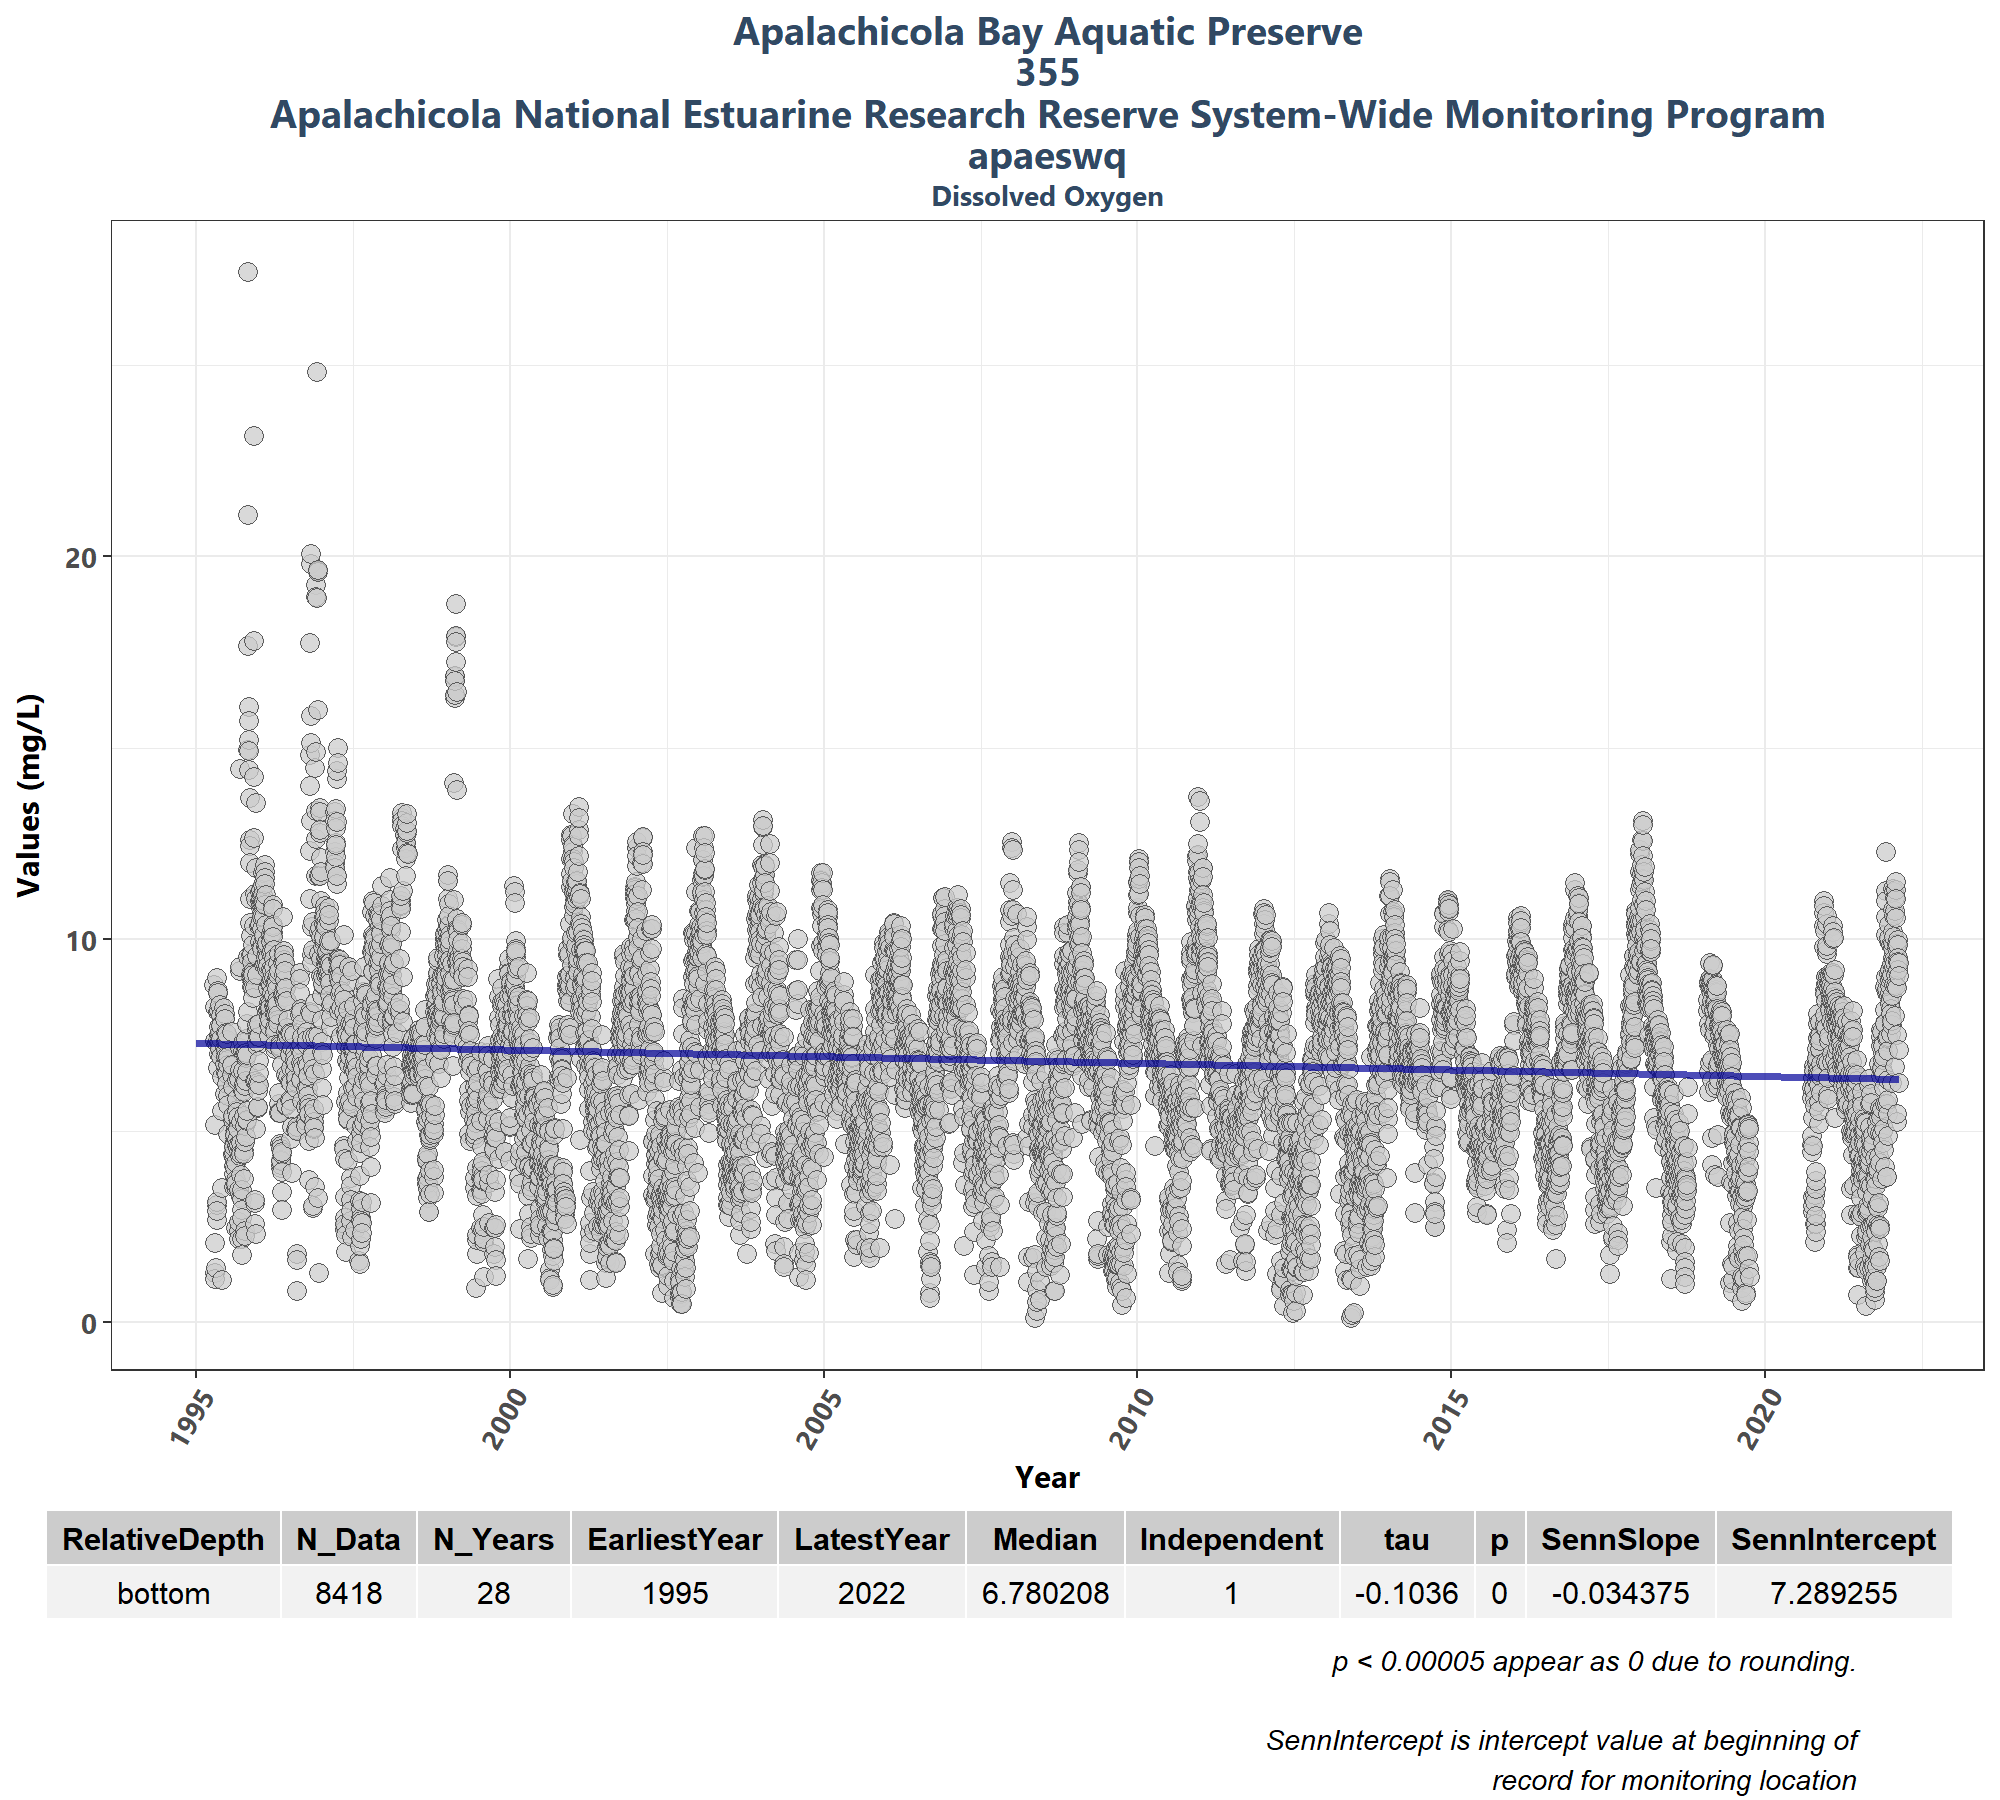 Apalachicola Bay Aquatic Preserve
355
Apalachicola National Estuarine Research Reserve System-Wide Monitoring Program
apaeswq
Dissolved Oxygen
Values (mg/L)
20
10
0
1995 2000 2005 2010 2015 2020
Year
RelativeDepth N_Data N_Years EarliestYear LatestYear Median Independent tau p SennSlope SennIntercept
bottom 8418 28 1995 2022 6.780208 1 -0.1036 0 -0.034375 7.289255
p < 0.00005 appear as 0 due to rounding.
SennIntercept is intercept value at beginning of
record for monitoring location